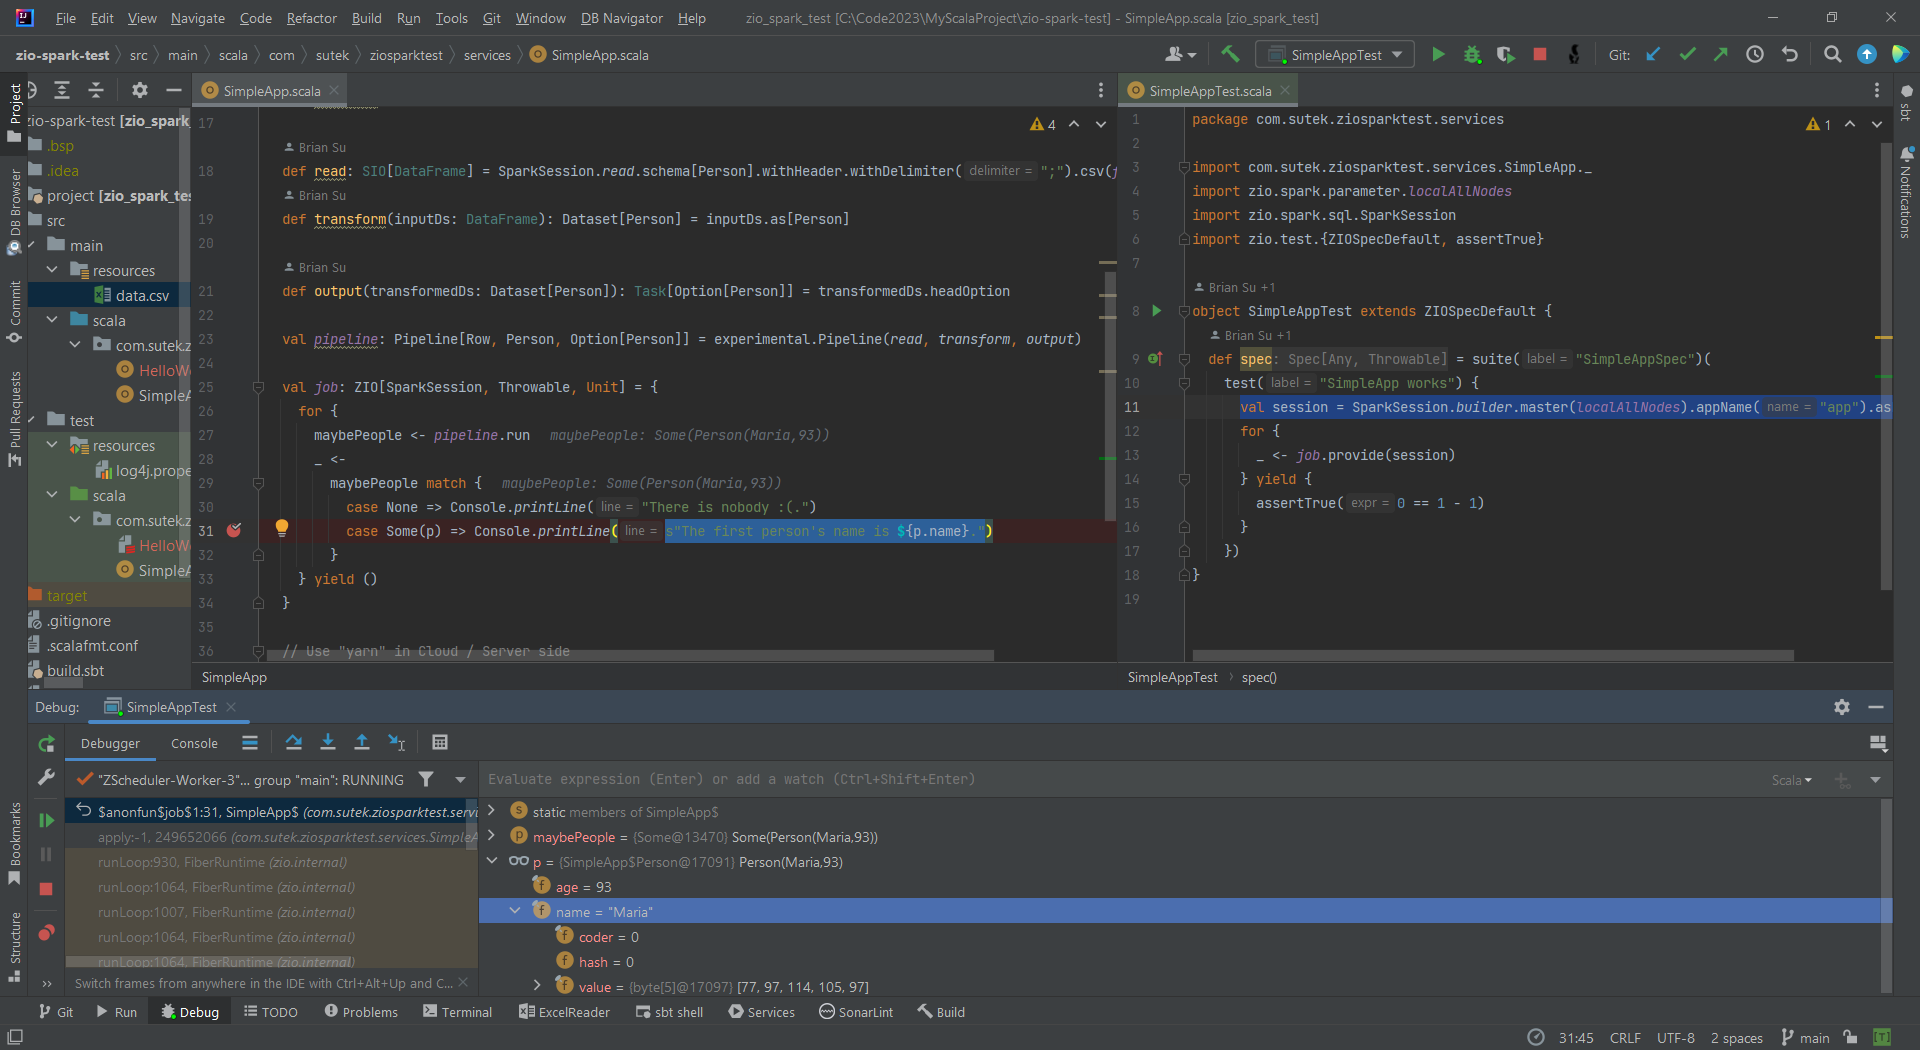 File Edit View Navigate Code Refactor Build Run Tools Git Window DB Navigator Help zio_spark_test [C:\Code2023\MyScalaProject\zio-spark-test] - SimpleApp.scala [zio_spark_test]
zio-spark-test src main scala com sutek ziosparktest services SimpleApp.scala SimpleAppTest Git:
Project
DB Browser
Commit
Pull Requests
Bookmarks
Structure
zio-spark-test [zio_spark
.bsp
.idea
project [zio_spark_te
src
main
resources
data.csv
scala
com.sutek.z
HelloWo
SimpleA
test
resources
log4j.prope
scala
com.sutek.z
HelloWo
SimpleA
target
.gitignore
.scalafmt.conf
build.sbt
SimpleApp.scala
4
17
Brian Su
18 def read: SIO[DataFrame] = SparkSession.read.schema[Person].withHeader.withDelimiter( delimiter = ";").csv(
Brian Su
19 def transform(inputDs: DataFrame): Dataset[Person] = inputDs.as[Person]
20
Brian Su
21 def output(transformedDs: Dataset[Person]): Task[Option[Person]] = transformedDs.headOption
22
23 val pipeline: Pipeline[Row, Person, Option[Person]] = experimental.Pipeline(read, transform, output)
24
25 val job: ZIO[SparkSession, Throwable, Unit] = {
26 for {
27 maybePeople <- pipeline.run maybePeople: Some(Person(Maria,93))
28 _ <-
29 maybePeople match { maybePeople: Some(Person(Maria,93))
30 case None => Console.printLine( line = "There is nobody :(.")
31 case Some(p) => Console.printLine( line = s"The first person's name is ${p.name}.")
32 }
33 } yield ()
34 }
35
36 // Use "yarn" in Cloud / Server side
SimpleApp
SimpleAppTest.scala
1
1 package com.sutek.ziosparktest.services
2
3 import com.sutek.ziosparktest.services.SimpleApp._
4 import zio.spark.parameter.localAllNodes
5 import zio.spark.sql.SparkSession
6 import zio.test.{ZIOSpecDefault, assertTrue}
7
Brian Su +1
8 object SimpleAppTest extends ZIOSpecDefault {
Brian Su +1
9 def spec: Spec[Any, Throwable] = suite( label = "SimpleAppSpec")(
10 test( label = "SimpleApp works") {
11 val session = SparkSession.builder.master(localAllNodes).appName( name = "app").as
12 for {
13 _ <- job.provide(session)
14 } yield {
15 assertTrue( expr = 0 == 1 - 1)
16 }
17 })
18 }
19
SimpleAppTest spec()
sbt
Notifications
Debug: SimpleAppTest
Debugger Console
"ZScheduler-Worker-3"... group "main": RUNNING
$anonfun$job$1:31, SimpleApp$ (com.sutek.ziosparktest.servi
apply:-1, 249652066 (com.sutek.ziosparktest.services.SimpleA
runLoop:930, FiberRuntime (zio.internal)
runLoop:1064, FiberRuntime (zio.internal)
runLoop:1007, FiberRuntime (zio.internal)
runLoop:1064, FiberRuntime (zio.internal)
runLoop:1064, FiberRuntime (zio.internal)
Switch frames from anywhere in the IDE with Ctrl+Alt+Up and C...
Evaluate expression (Enter) or add a watch (Ctrl+Shift+Enter) Scala
static members of SimpleApp$
maybePeople = {Some@13470} Some(Person(Maria,93))
p = {SimpleApp$Person@17091} Person(Maria,93)
age = 93
name = "Maria"
coder = 0
hash = 0
value = {byte[5]@17097} [77, 97, 114, 105, 97]
Git Run Debug TODO Problems Terminal ExcelReader sbt shell Services SonarLint Build
31:45 CRLF UTF-8 2 spaces main [T]